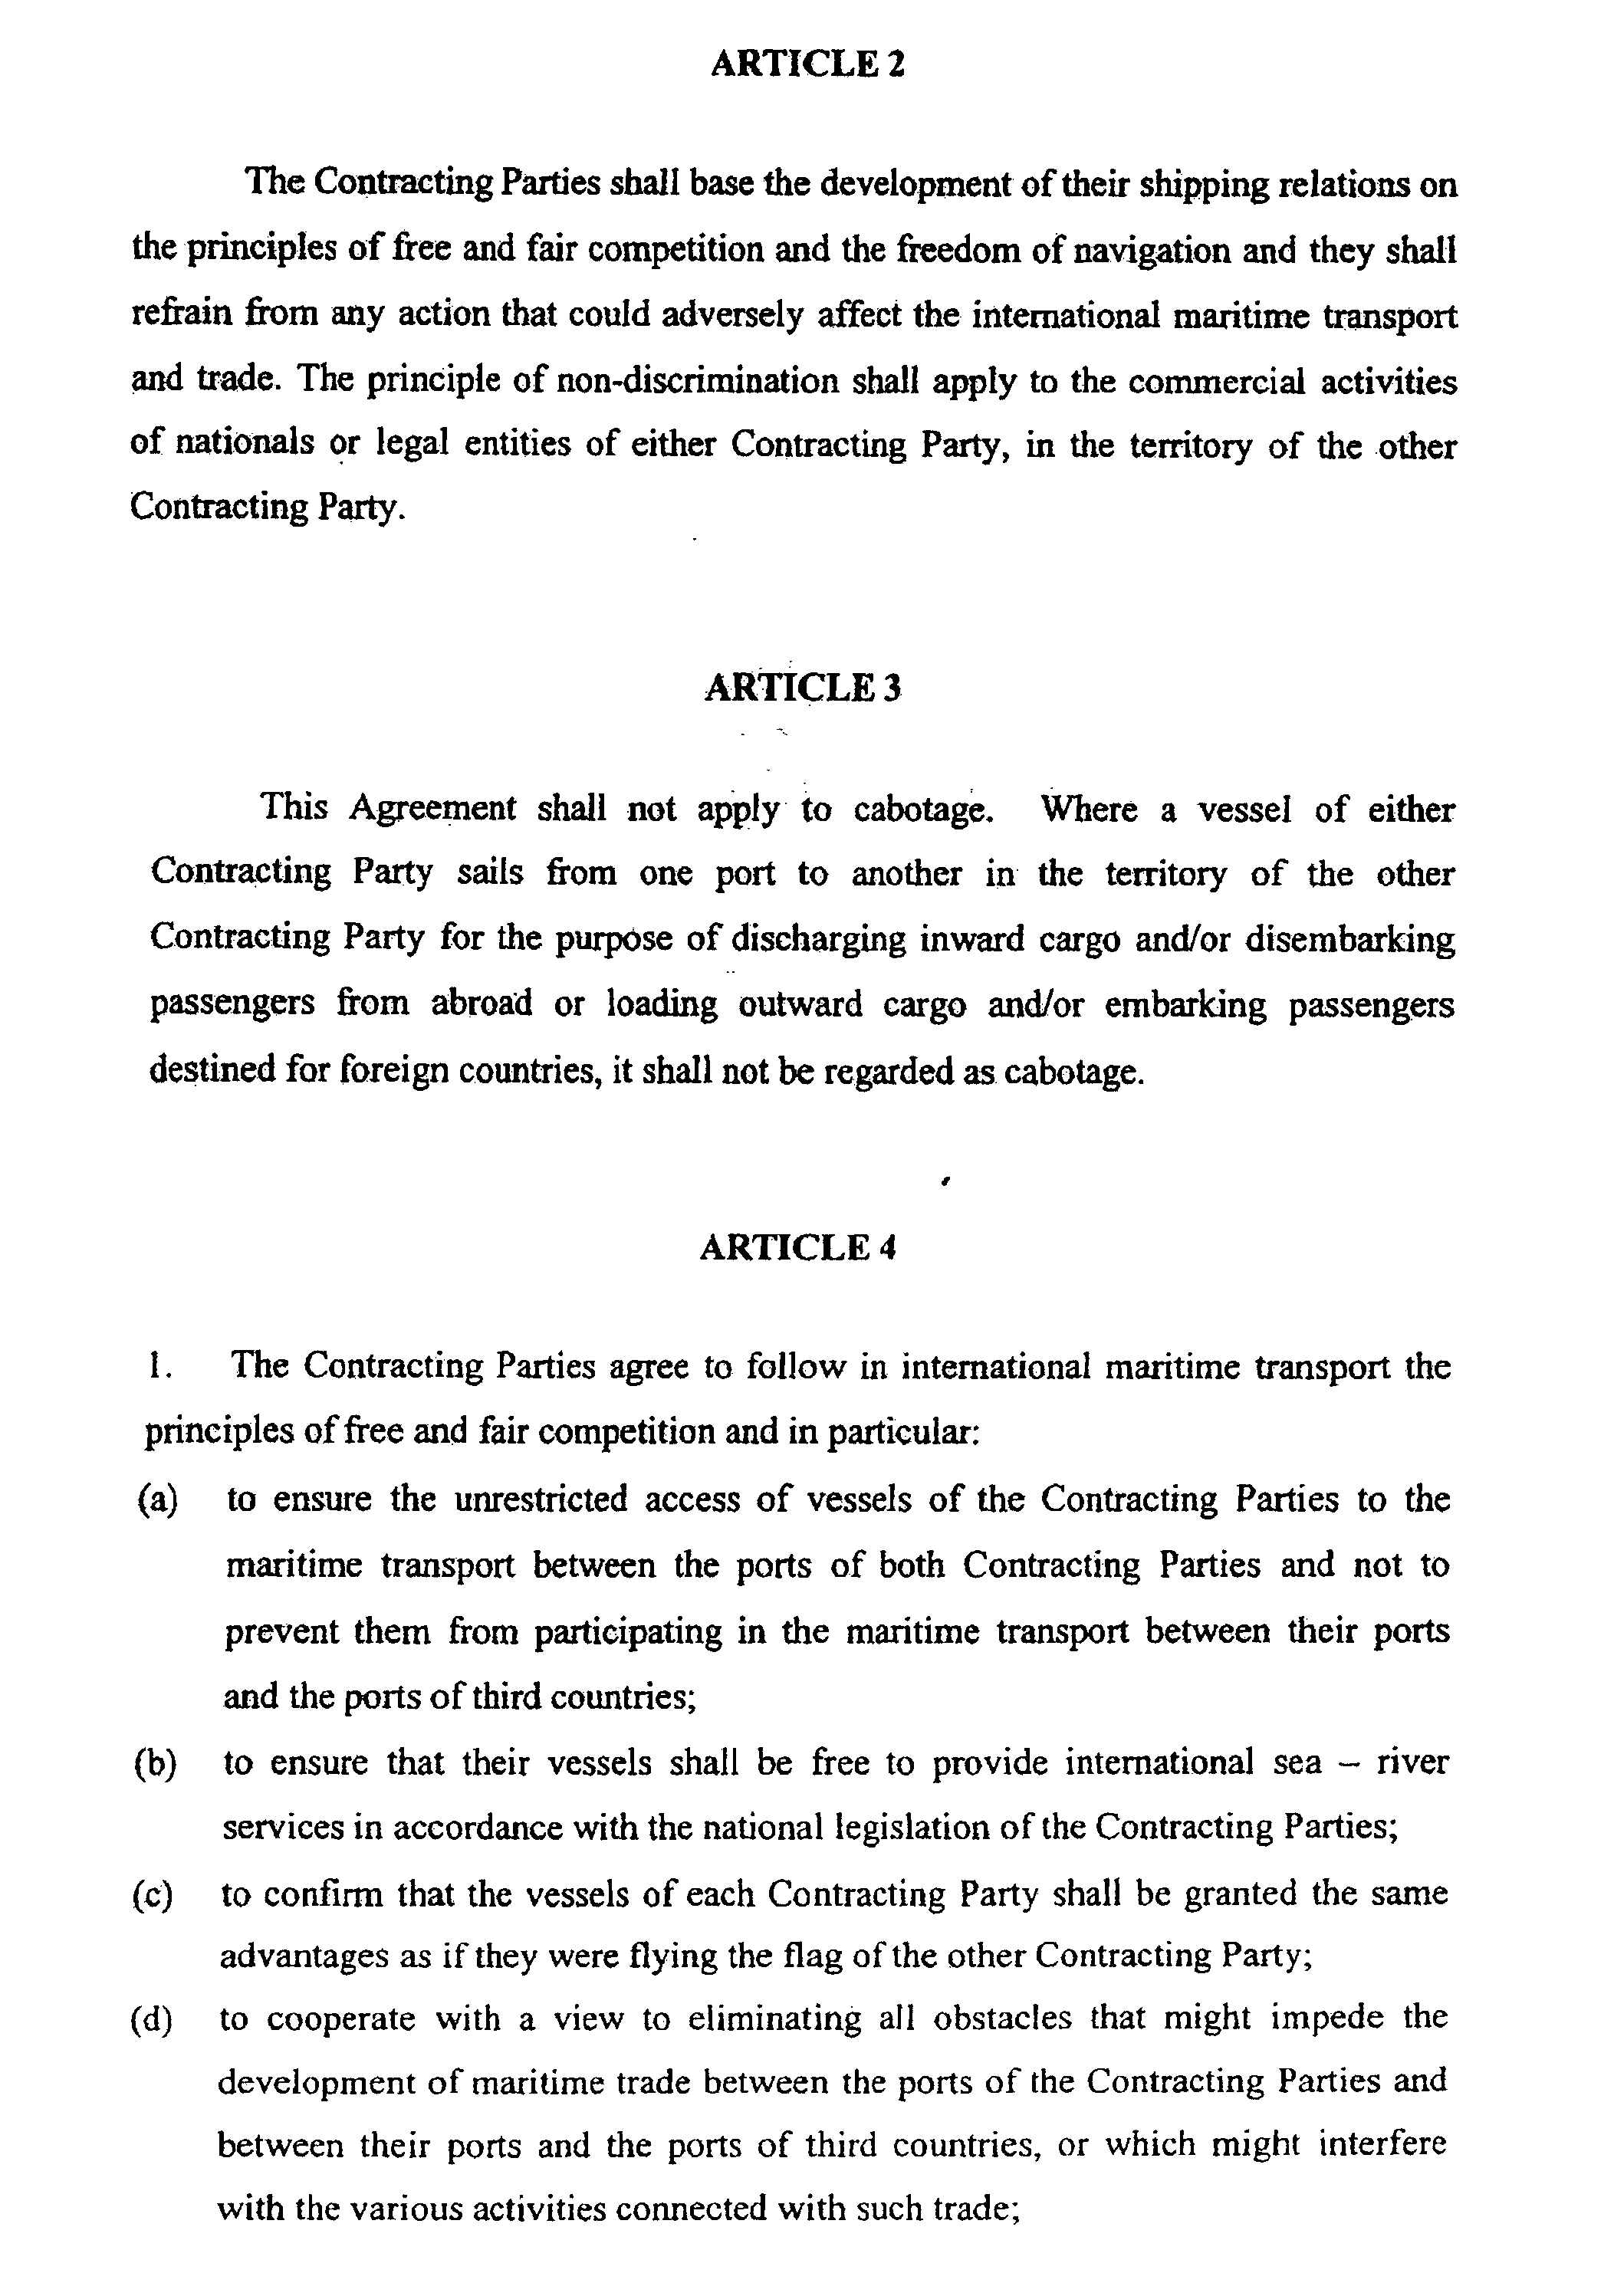 ARTICLE 2
The Contracting Parties shall base the development of their shipping relations on
the principles of free and fair competition and the freedom of navigation and they shall
refrain from any action that could adversely affect the international maritime transport
and trade. The principle of non-discrimination shall apply to the commercial activities
of nationals or legal entities of either Contracting Party, in the territory of the other
Contracting Party.
ARTICLE 3
This Agreement shall not apply to cabotage. Where a vessel of either
Contracting Party sails from one port to another in the territory of the other
Contracting Party for the purpose of discharging inward cargo and/or disembarking
passengers from abroad or loading outward cargo and/or embarking passengers
destined for foreign countries, it shall not be regarded as cabotage.
ARTICLE 4
1. The Contracting Parties agree to follow in international maritime transport the
principles of free and fair competition and in particular:
(a) to ensure the unrestricted access of vessels of the Contracting Parties to the
maritime transport between the ports of both Contracting Parties and not to
prevent them from participating in the maritime transport between their ports
and the ports of third countries;
(b) to ensure that their vessels shall be free to provide international sea – river
services in accordance with the national legislation of the Contracting Parties;
(c) to confirm that the vessels of each Contracting Party shall be granted the same
advantages as if they were flying the flag of the other Contracting Party;
(d) to cooperate with a view to eliminating all obstacles that might impede the
development of maritime trade between the ports of the Contracting Parties and
between their ports and the ports of third countries, or which might interfere
with the various activities connected with such trade;